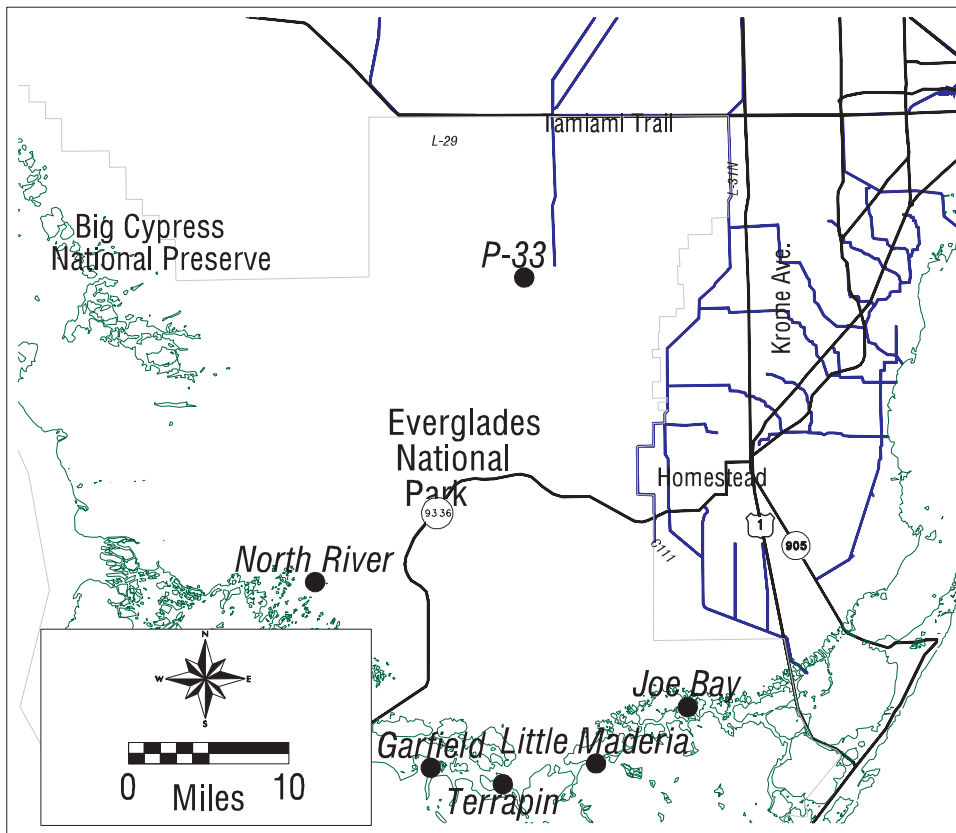 Tamiami Trail
L-29
L-31N
Big Cypress
National Preserve
P-33
Krome Ave.
Everglades
National
Park
Homestead
9336
1
905
C111
North River
N
W E
S
Joe Bay
Garfield
Little Maderia
Terrapin
0 10
Miles